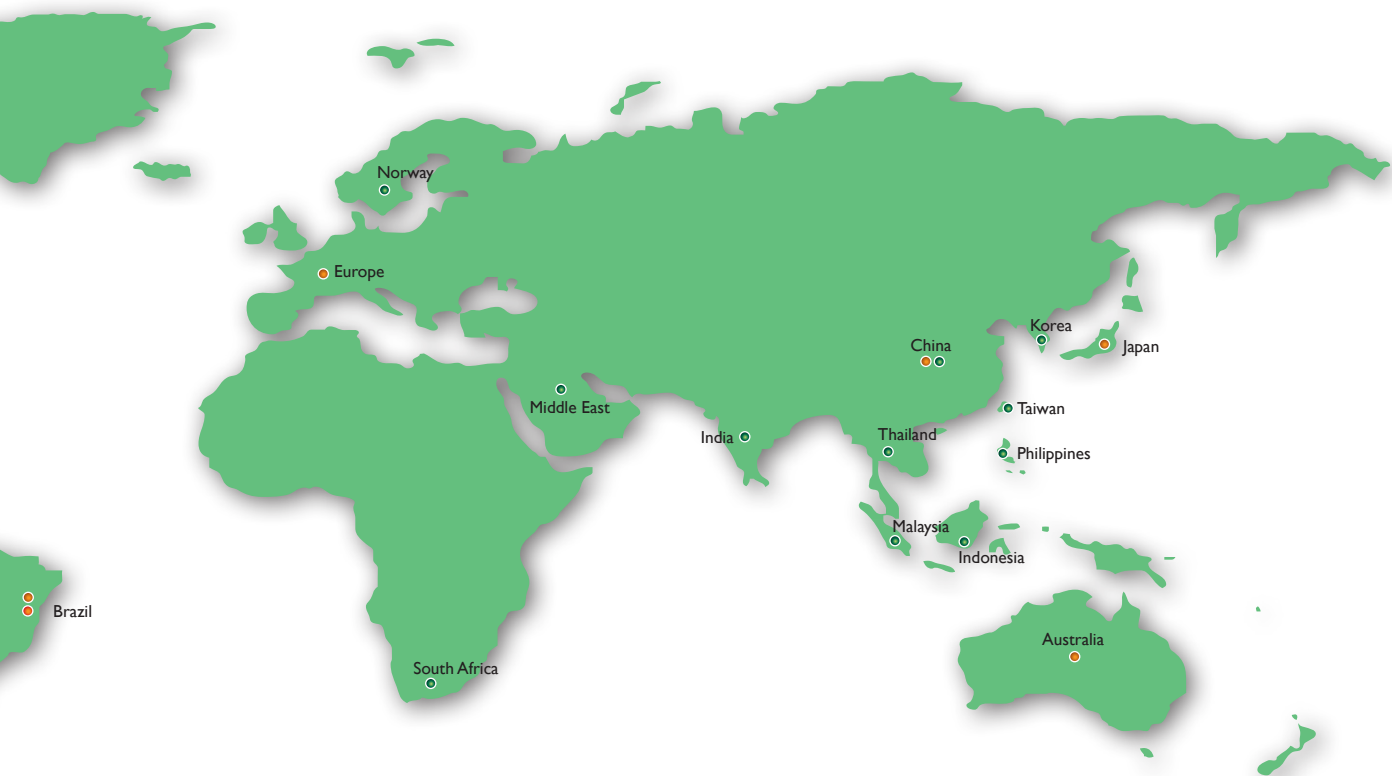 Norway
Europe
Korea
China
Japan
Middle East
Taiwan
India
Thailand
Philippines
Malaysia
Indonesia
Brazil
Australia
South Africa